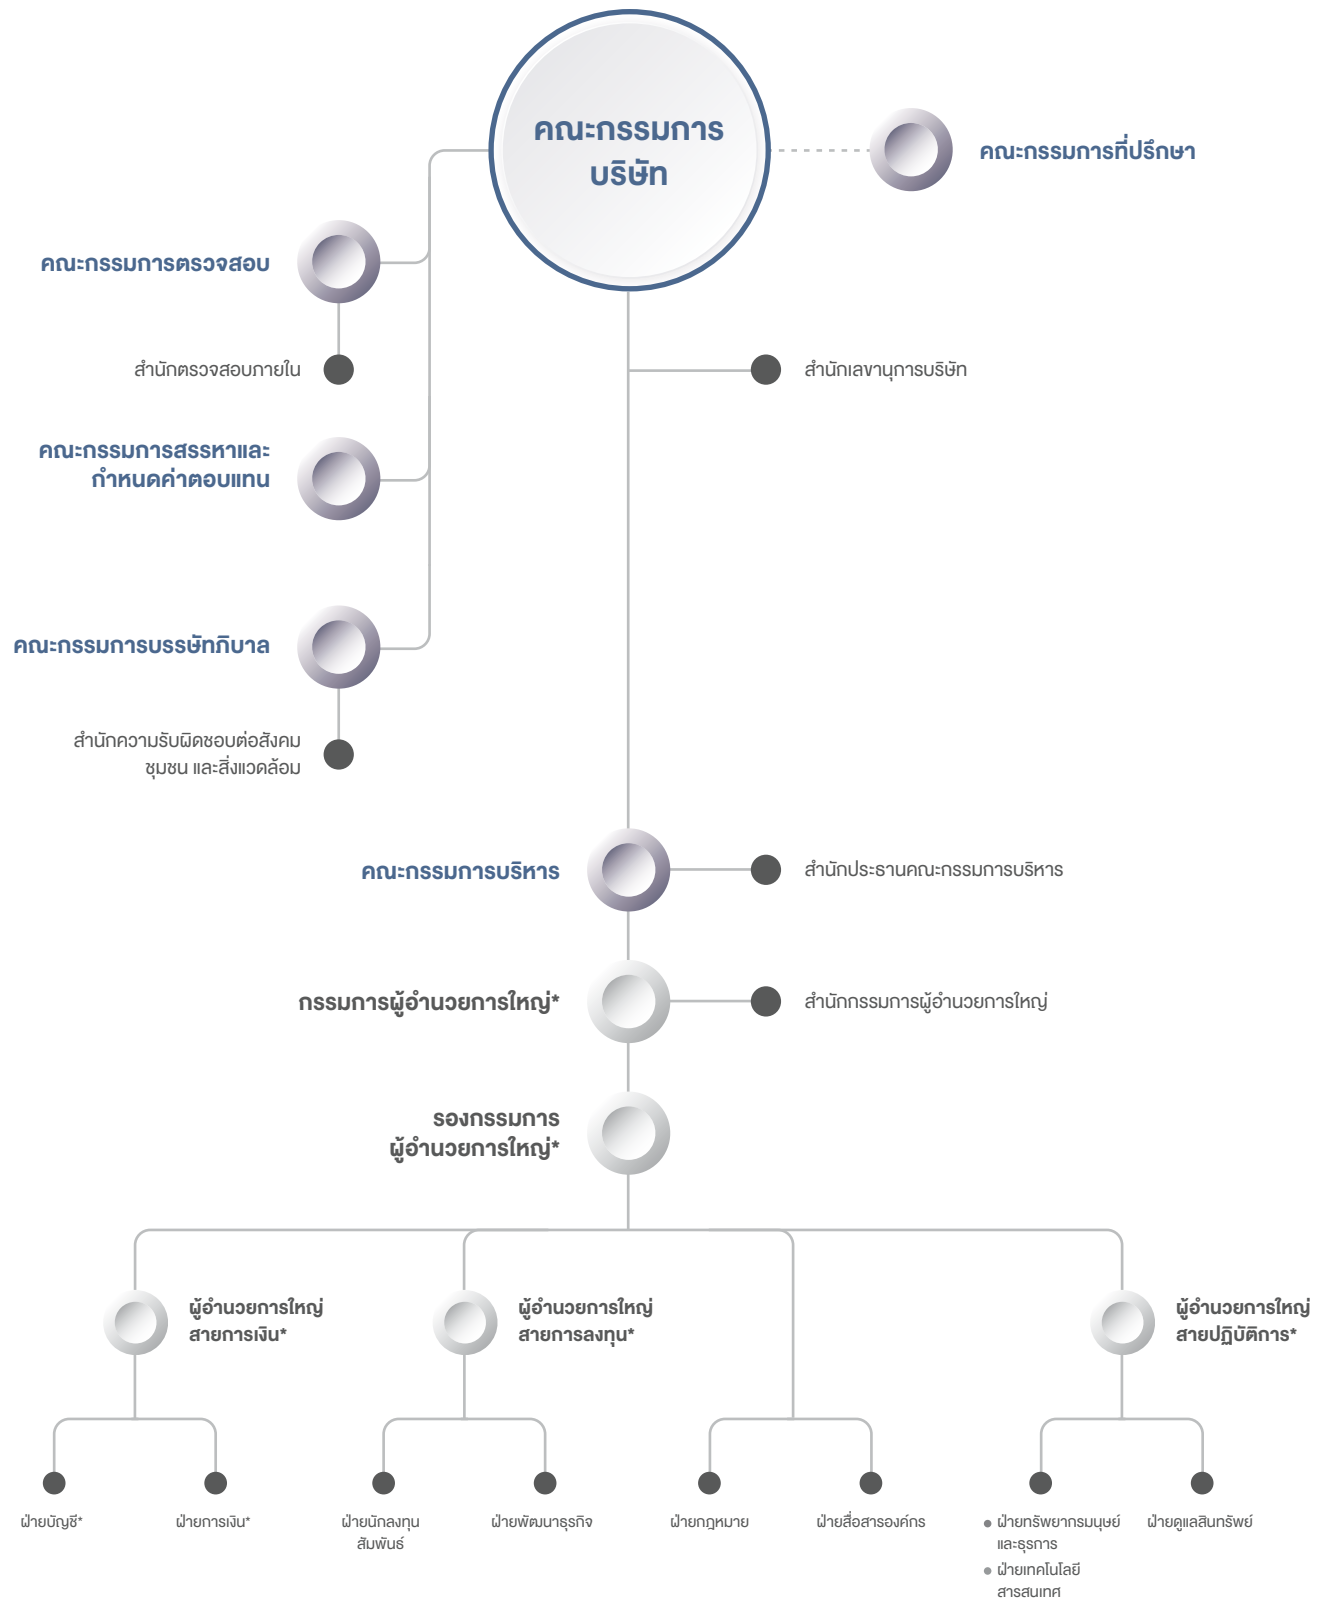 คณะกรรมการ
บริษัท
คณะกรรมการที่ปรึกษา
คณะกรรมการตรวจสอบ
สำนักตรวจสอบภายใน
สำนักเลขานุการบริษัท
คณะกรรมการสรรหาและ
กำหนดค่าตอบแทน
คณะกรรมการบรรษัทภิบาล
สำนักความรับผิดชอบต่อสังคม
ชุมชน และสิ่งแวดล้อม
คณะกรรมการบริหาร
สำนักประธานคณะกรรมการบริหาร
กรรมการผู้อำนวยการใหญ่*
สำนักกรรมการผู้อำนวยการใหญ่
รองกรรมการ
ผู้อำนวยการใหญ่*
ผู้อำนวยการใหญ่
สายการเงิน*
ผู้อำนวยการใหญ่
สายการลงทุน*
ผู้อำนวยการใหญ่
สายปฏิบัติการ*
ฝ่ายบัญชี*
ฝ่ายการเงิน*
ฝ่ายนักลงทุน
สัมพันธ์
ฝ่ายพัฒนาธุรกิจ
ฝ่ายกฎหมาย
ฝ่ายสื่อสารองค์กร
• ฝ่ายทรัพยากรมนุษย์
และธุรการ
• ฝ่ายเทคโนโลยี
สารสนเทศ
ฝ่ายดูแลสินทรัพย์